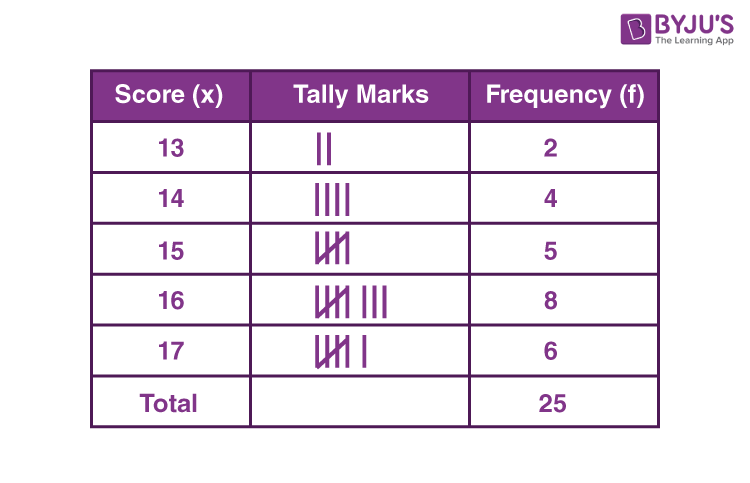 BYJU'S
The Learning App
Score (x) Tally Marks Frequency (f)
13 || 2
14 |||| 4
15 𝍸 5
16 𝍸 ||| 8
17 𝍸 | 6
Total 25